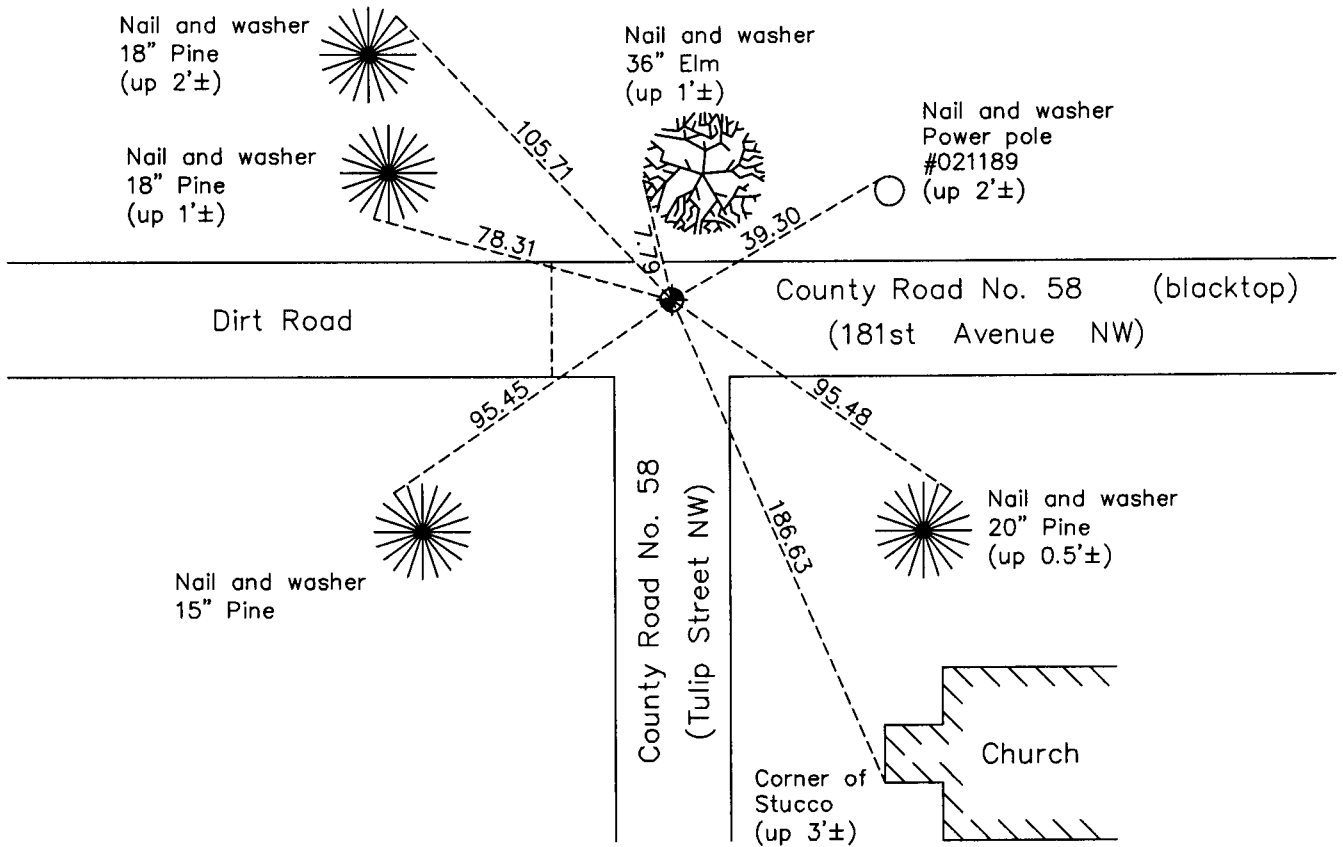 Nail and washer
18" Pine
(up 2'±)
Nail and washer
36" Elm
(up 1'±)
Nail and washer
Power pole
#021189
(up 2'±)
Nail and washer
18" Pine
(up 1'±)
105.71
78.31
7.79
39.30
Dirt Road
County Road No. 58 (blacktop)
(181st Avenue NW)
95.45
95.48
186.63
County Road No. 58
(Tulip Street NW)
Nail and washer
15" Pine
Nail and washer
20" Pine
(up 0.5'±)
Church
Corner of
Stucco
(up 3'±)